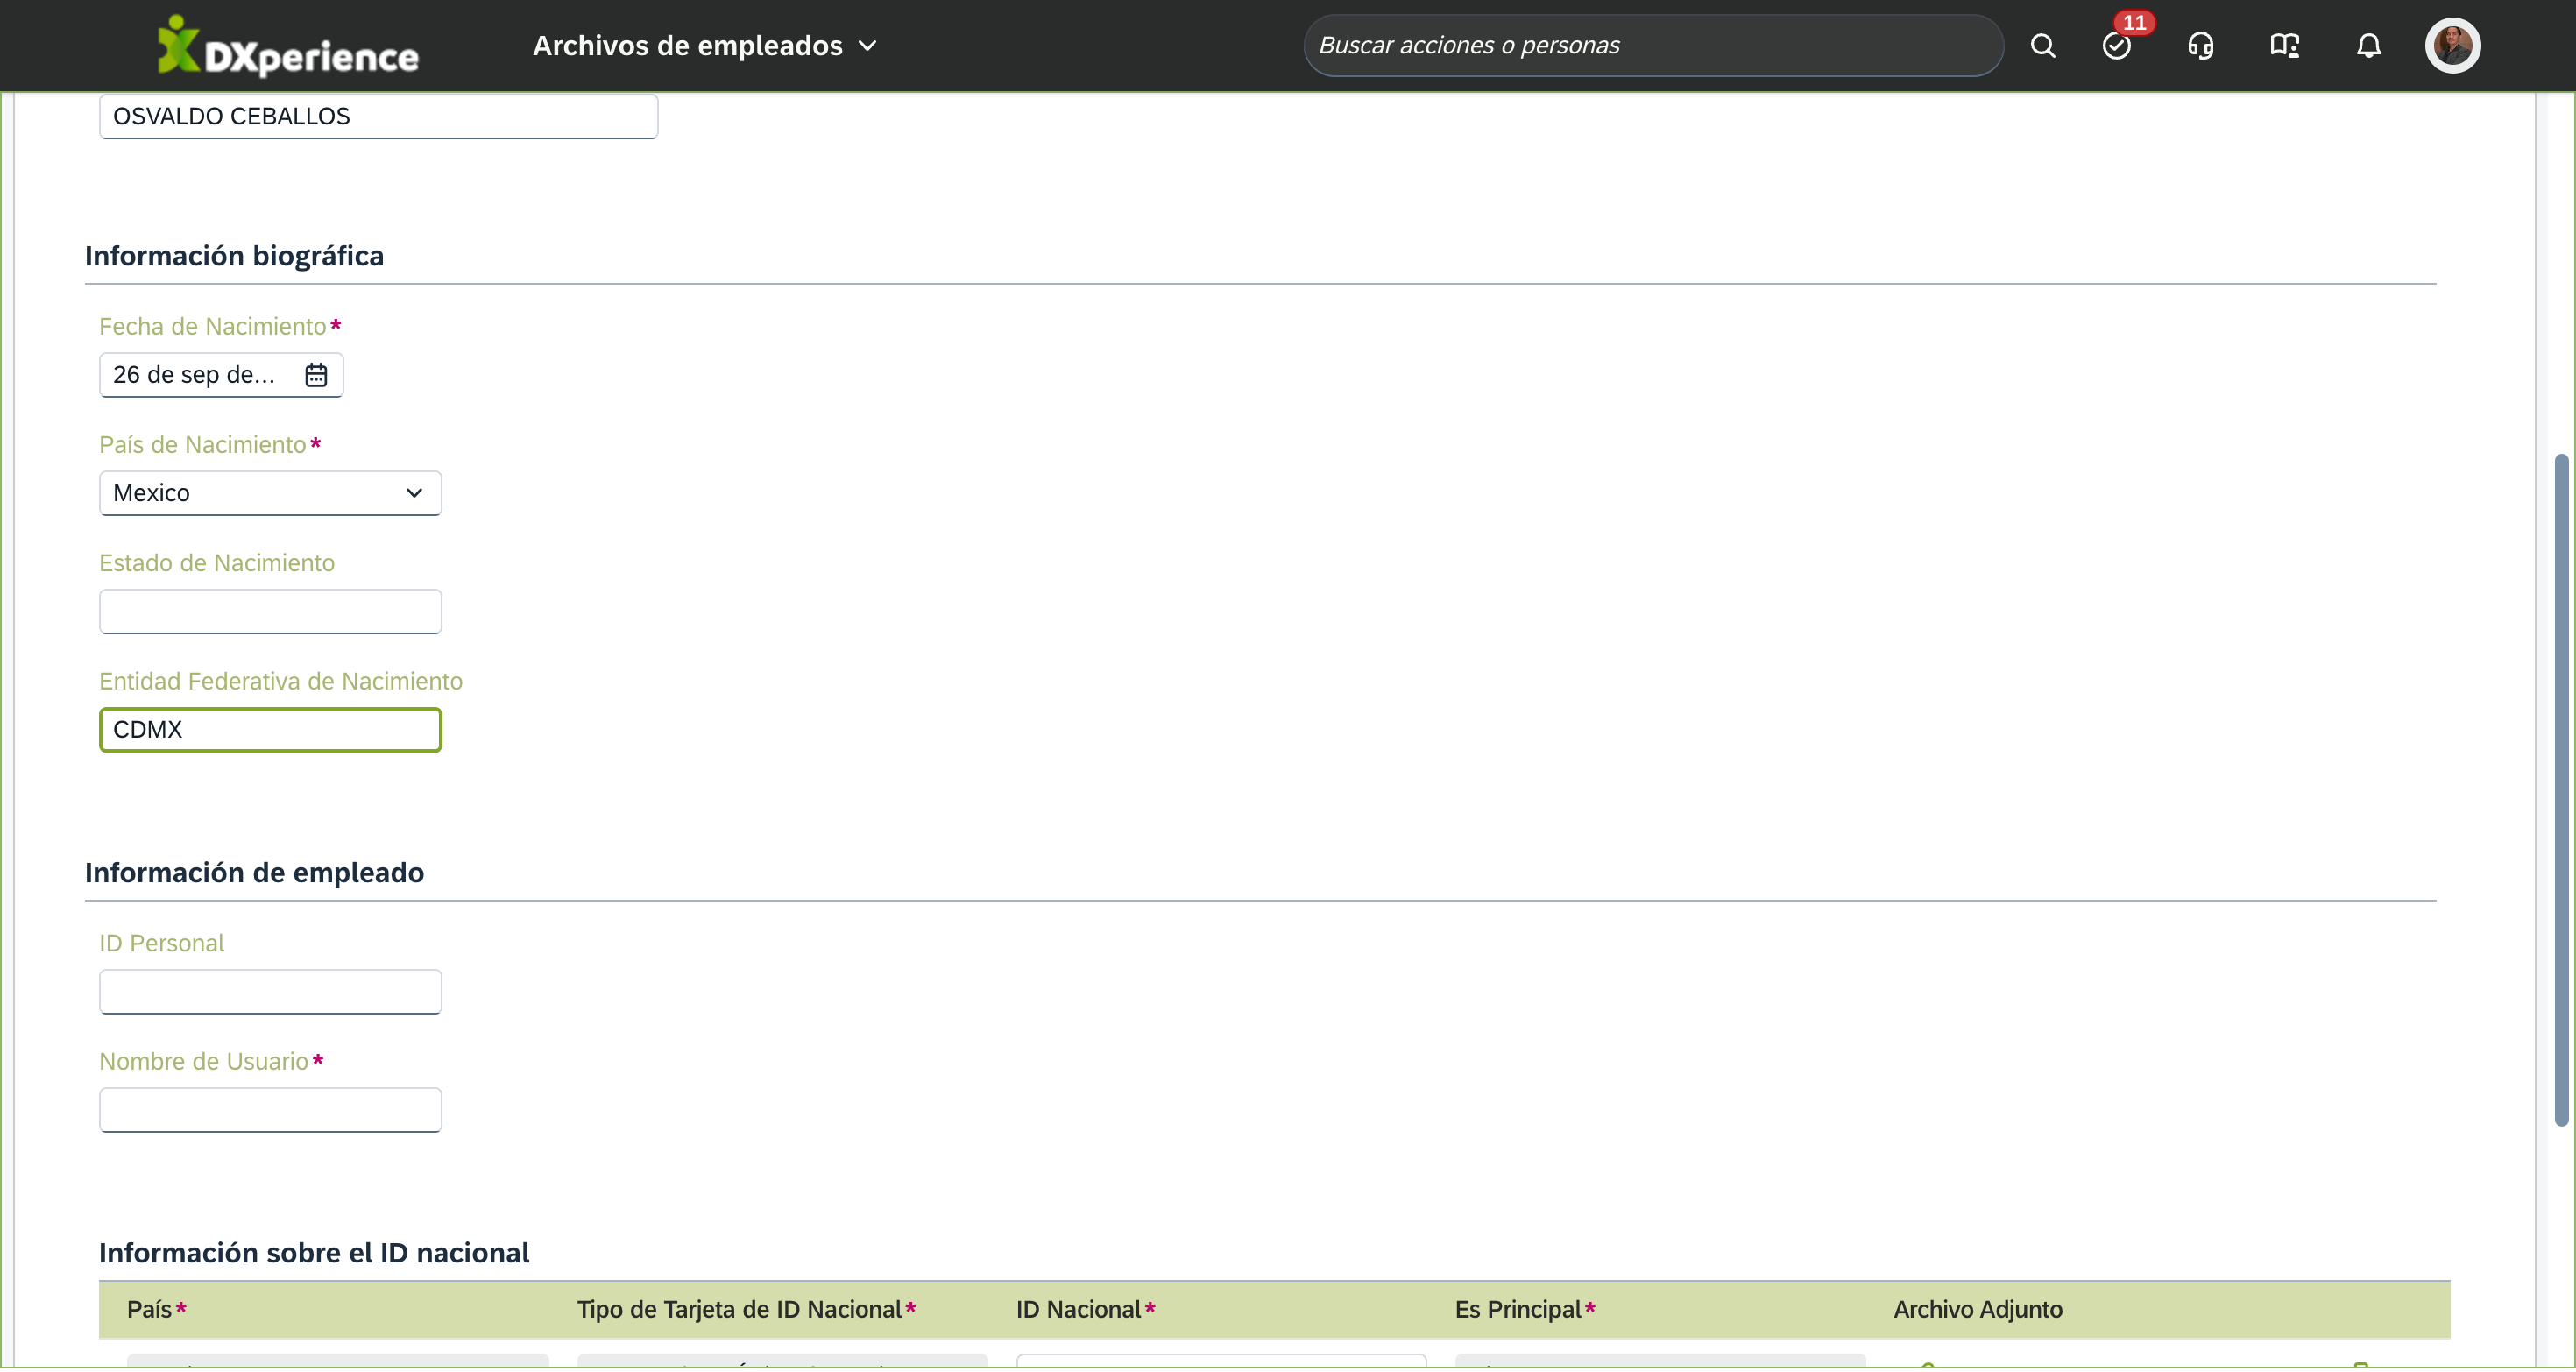 DXperience
Archivos de empleados
Buscar acciones o personas
11
OSVALDO CEBALLOS
Información biográfica
Fecha de Nacimiento*
26 de sep de...
País de Nacimiento*
Mexico
Estado de Nacimiento
Entidad Federativa de Nacimiento
CDMX
Información de empleado
ID Personal
Nombre de Usuario*
Información sobre el ID nacional
País* Tipo de Tarjeta de ID Nacional* ID Nacional* Es Principal* Archivo Adjunto